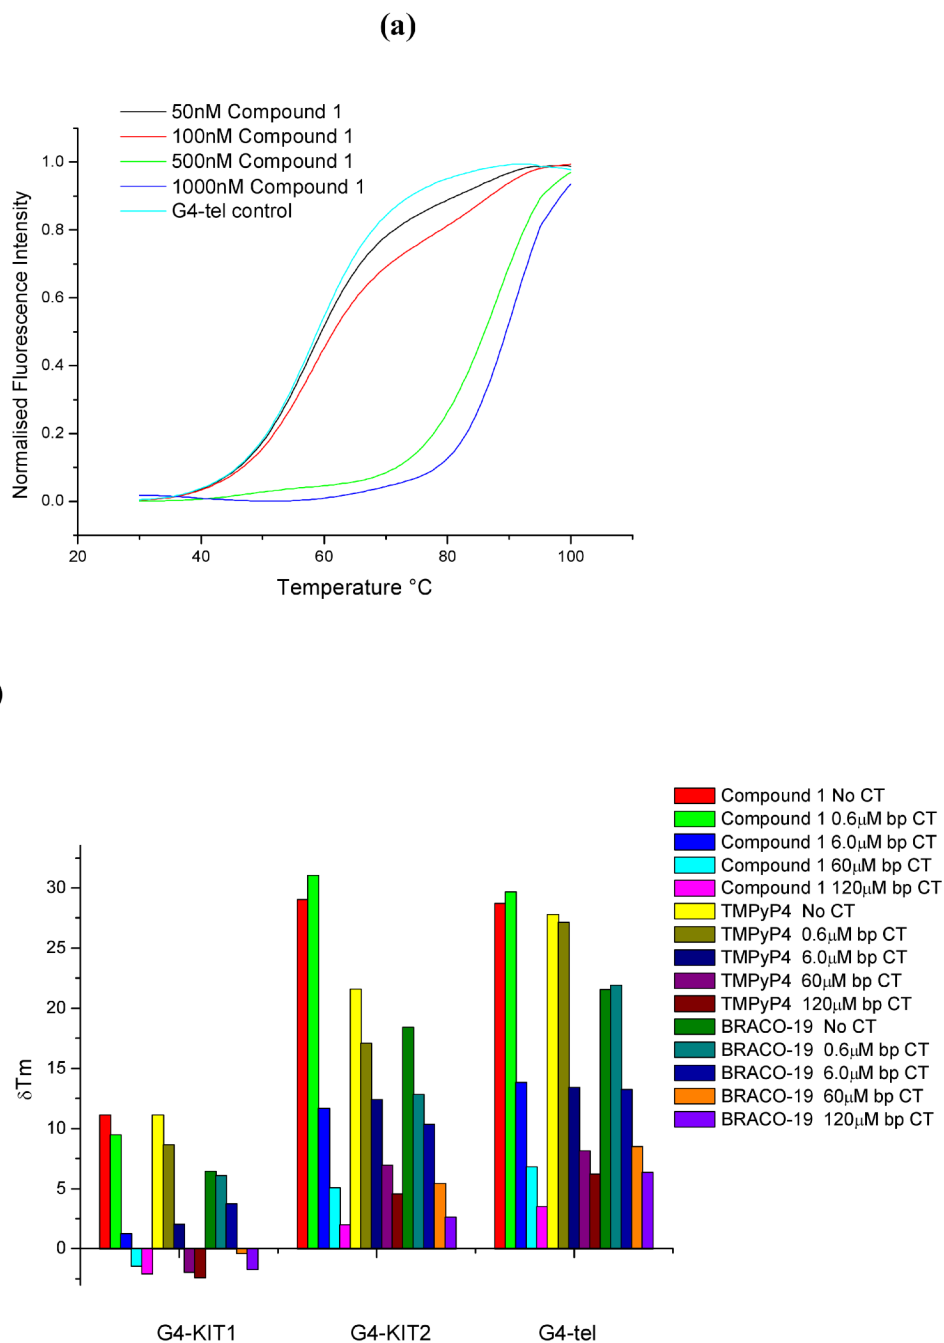 (a)
50nM Compound 1
100nM Compound 1
500nM Compound 1
1000nM Compound 1
G4-tel control
1.0
0.8
0.6
0.4
0.2
0.0
Normalised Fluorescence Intensity
20 40 60 80 100
Temperature °C
)
Compound 1 No CT
Compound 1 0.6μM bp CT
Compound 1 6.0μM bp CT
Compound 1 60μM bp CT
Compound 1 120μM bp CT
TMPyP4 No CT
TMPyP4 0.6μM bp CT
TMPyP4 6.0μM bp CT
TMPyP4 60μM bp CT
TMPyP4 120μM bp CT
BRACO-19 No CT
BRACO-19 0.6μM bp CT
BRACO-19 6.0μM bp CT
BRACO-19 60μM bp CT
BRACO-19 120μM bp CT
30
25
20
15
10
5
0
δTm
G4-KIT1 G4-KIT2 G4-tel